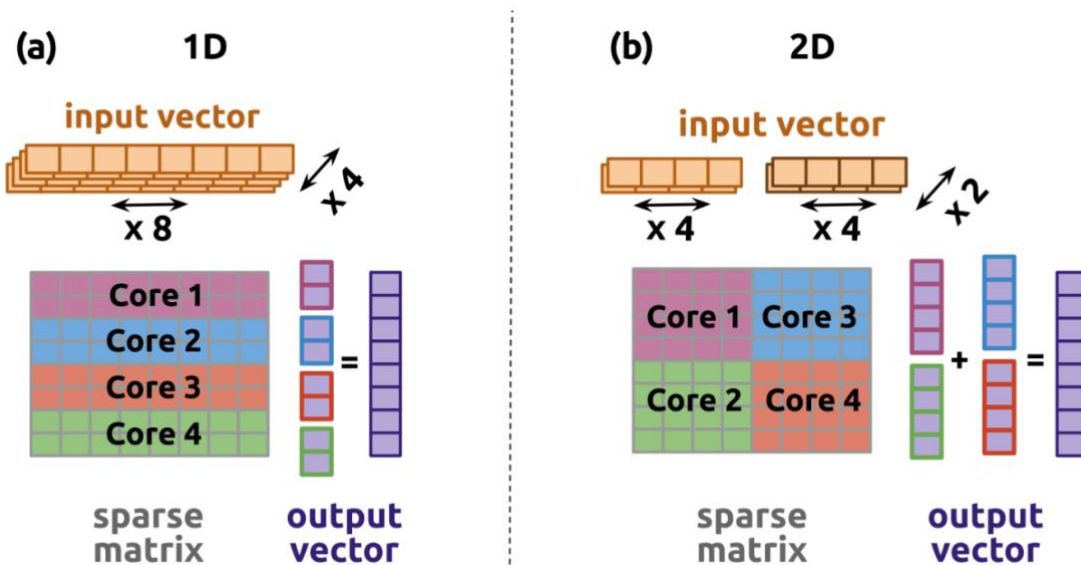 (a) 1D
input vector
x 4
x 8
Core 1
Core 2
Core 3
Core 4
=
sparse
matrix
output
vector
(b) 2D
input vector
x 2
x 4 x 4
Core 1 Core 3
Core 2 Core 4
+ =
sparse
matrix
output
vector